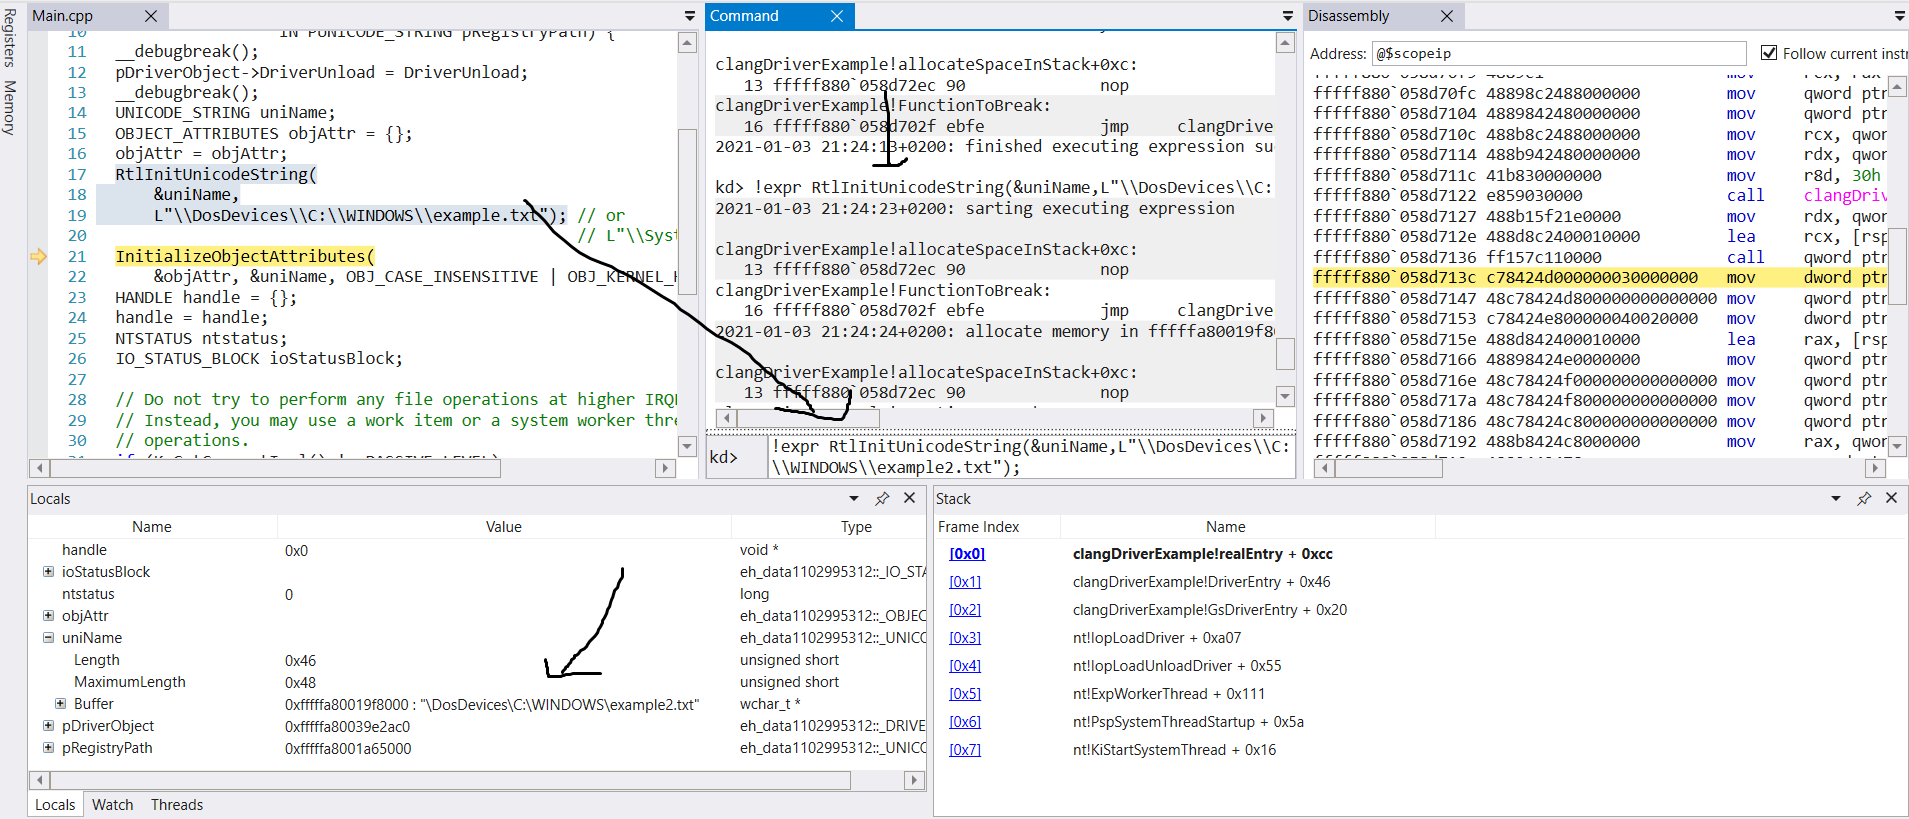 Registers
Memory
Main.cpp
10 IN PUNICODE_STRING pRegistryPath) {
11 __debugbreak();
12 pDriverObject->DriverUnload = DriverUnload;
13 __debugbreak();
14 UNICODE_STRING uniName;
15 OBJECT_ATTRIBUTES objAttr = {};
16 objAttr = objAttr;
17 RtlInitUnicodeString(
18 &uniName,
19 L"\\DosDevices\\C:\\WINDOWS\\example.txt"); // or
20 // L"\\Syst
21 InitializeObjectAttributes(
22 &objAttr, &uniName, OBJ_CASE_INSENSITIVE | OBJ_KERNEL_H
23 HANDLE handle = {};
24 handle = handle;
25 NTSTATUS ntstatus;
26 IO_STATUS_BLOCK ioStatusBlock;
27
28 // Do not try to perform any file operations at higher IRQL
29 // Instead, you may use a work item or a system worker thre
30 // operations.
Command
clangDriverExample!allocateSpaceInStack+0xc:
13 fffff880`058d72ec 90 nop
clangDriverExample!FunctionToBreak:
16 fffff880`058d702f ebfe jmp clangDriver
2021-01-03 21:24:13+0200: finished executing expression suc
kd> !expr RtlInitUnicodeString(&uniName,L"\\DosDevices\\C:
2021-01-03 21:24:23+0200: sarting executing expression
clangDriverExample!allocateSpaceInStack+0xc:
13 fffff880`058d72ec 90 nop
clangDriverExample!FunctionToBreak:
16 fffff880`058d702f ebfe jmp clangDriver
2021-01-03 21:24:24+0200: allocate memory in fffffa80019f80
clangDriverExample!allocateSpaceInStack+0xc:
13 fffff880`058d72ec 90 nop
kd> !expr RtlInitUnicodeString(&uniName,L"\\DosDevices\\C:
\\WINDOWS\\example2.txt");
Disassembly
Address: @$scopeip Follow current instr
fffff880`058d70fc 48898c2488000000 mov qword ptr
fffff880`058d7104 4889842480000000 mov qword ptr
fffff880`058d710c 488b8c2488000000 mov rcx, qwor
fffff880`058d7114 488b942480000000 mov rdx, qwor
fffff880`058d711c 41b830000000 mov r8d, 30h
fffff880`058d7122 e859030000 call clangDriv
fffff880`058d7127 488b15f21e0000 mov rdx, qwor
fffff880`058d712e 488d8c2400010000 lea rcx, [rsp
fffff880`058d7136 ff157c110000 call qword ptr
fffff880`058d713c c78424d000000030000000 mov dword ptr
fffff880`058d7147 48c78424d800000000000000 mov qword ptr
fffff880`058d7153 c78424e800000040020000 mov dword ptr
fffff880`058d715e 488d842400010000 lea rax, [rsp
fffff880`058d7166 48898424e0000000 mov qword ptr
fffff880`058d716e 48c78424f000000000000000 mov qword ptr
fffff880`058d717a 48c78424f800000000000000 mov qword ptr
fffff880`058d7186 48c78424c800000000000000 mov qword ptr
fffff880`058d7192 488b8424c8000000 mov rax, qwor
Locals
Name Value Type
handle 0x0 void *
ioStatusBlock eh_data1102995312::_IO_STA
ntstatus 0 long
objAttr eh_data1102995312::_OBJEC
uniName eh_data1102995312::_UNICO
Length 0x46 unsigned short
MaximumLength 0x48 unsigned short
Buffer 0xfffffa80019f8000 : "\DosDevices\C:\WINDOWS\example2.txt" wchar_t *
pDriverObject 0xfffffa80039e2ac0 eh_data1102995312::_DRIVE
pRegistryPath 0xfffffa8001a65000 eh_data1102995312::_UNICO
Locals Watch Threads
Stack
Frame Index Name
[0x0] clangDriverExample!realEntry + 0xcc
[0x1] clangDriverExample!DriverEntry + 0x46
[0x2] clangDriverExample!GsDriverEntry + 0x20
[0x3] nt!IopLoadDriver + 0xa07
[0x4] nt!IopLoadUnloadDriver + 0x55
[0x5] nt!ExpWorkerThread + 0x111
[0x6] nt!PspSystemThreadStartup + 0x5a
[0x7] nt!KiStartSystemThread + 0x16